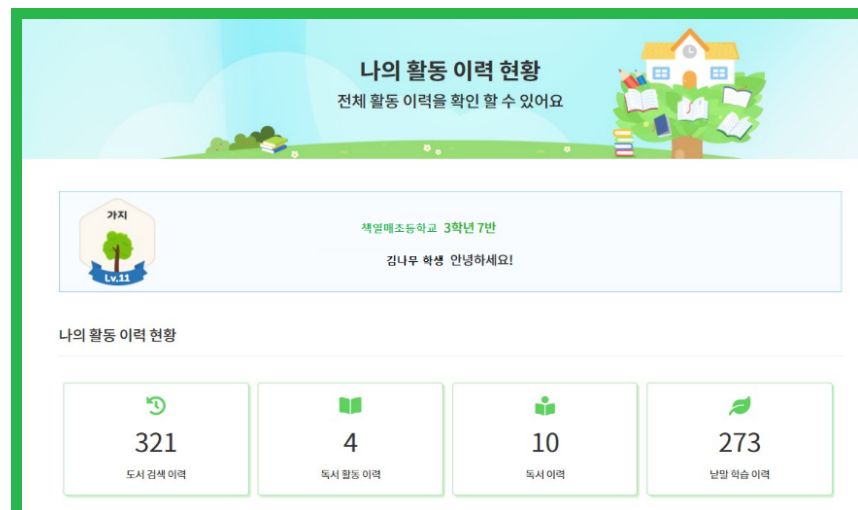 나의 활동 이력 현황
전체 활동 이력을 확인 할 수 있어요
가지
Lv.11
책열매초등학교 3학년 7반
김나무 학생 안녕하세요!
나의 활동 이력 현황
321
4
10
273
도서 검색 이력
독서 활동 이력
독서 이력
낱말 학습 이력